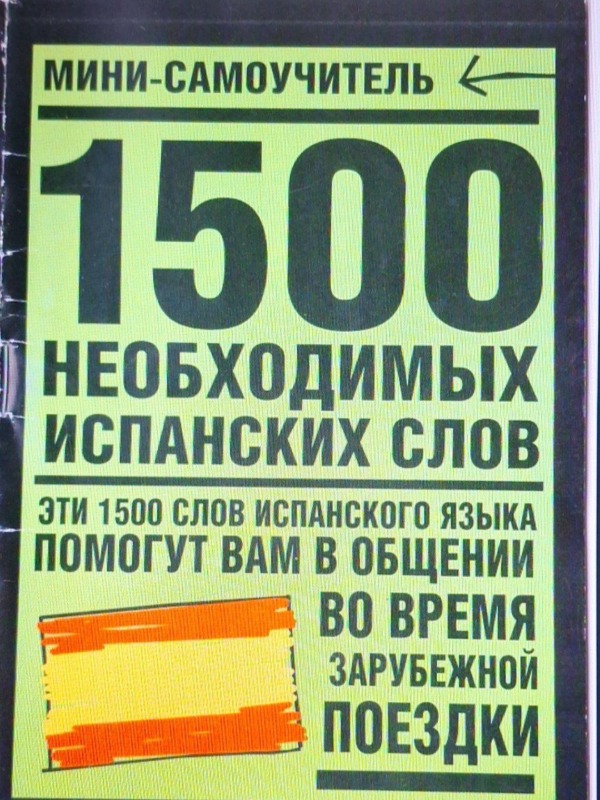 МИНИ-САМОУЧИТЕЛЬ
1500
НЕОБХОДИМЫХ
ИСПАНСКИХ СЛОВ
ЭТИ 1500 СЛОВ ИСПАНСКОГО ЯЗЫКА
ПОМОГУТ ВАМ В ОБЩЕНИИ
ВО ВРЕМЯ
ЗАРУБЕЖНОЙ
ПОЕЗДКИ